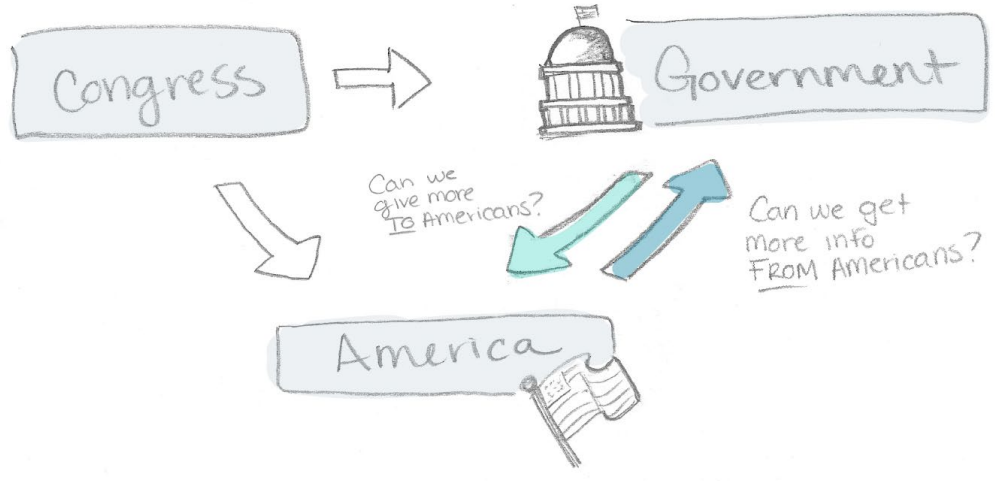 Congress
Government
Can we
give more
TO Americans?
Can we get
more info
FROM Americans?
America